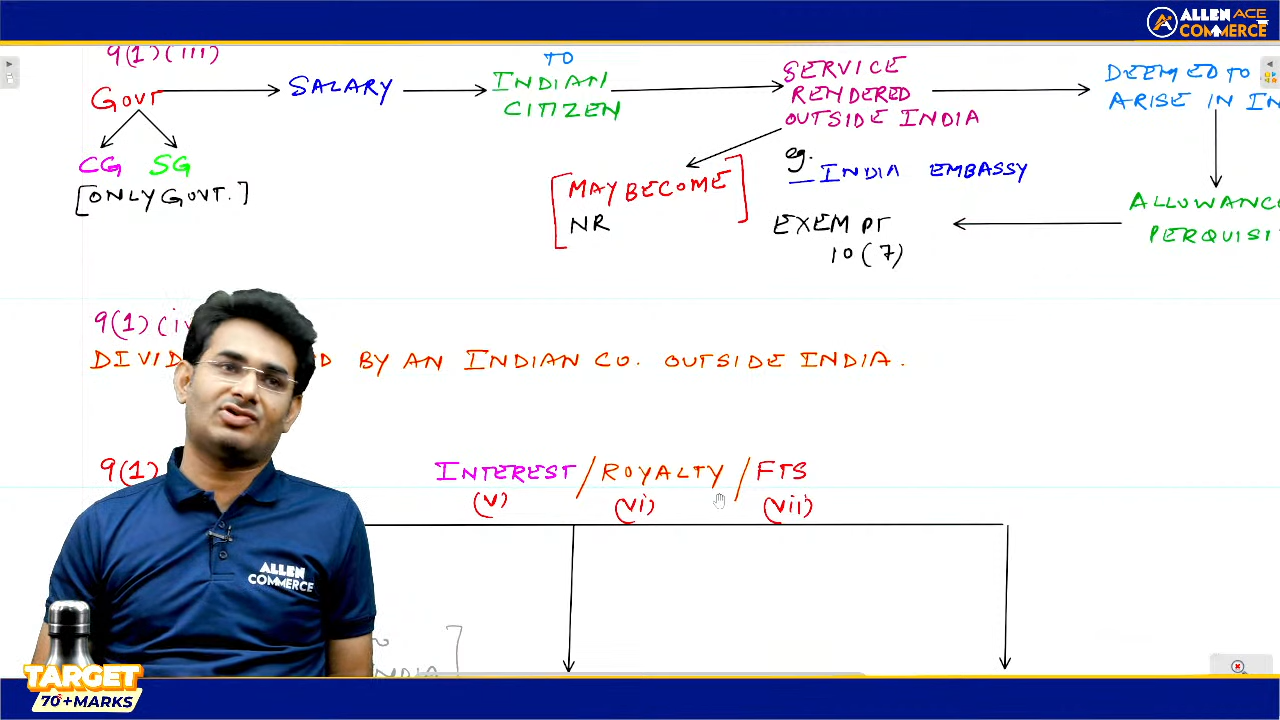 ALLEN ACE
COMMERCE
9(1)(iii)
GOVT
SALARY
TO
INDIAN
CITIZEN
SERVICE
RENDERED
OUTSIDE INDIA
DEEMED TO
ARISE IN IN
CG SG
[ONLY GOVT.]
[MAY BECOME
NR]
eg.
INDIA EMBASSY
EXEMPT
10(7)
ALLOWANC
PERQUISI
9(1)(iv
DIVID D BY AN INDIAN CO. OUTSIDE INDIA.
9(1)
INTEREST / ROYALTY / FTS
(v) (vi) (vii)
ALLEN
COMMERCE
TARGET
70+MARKS